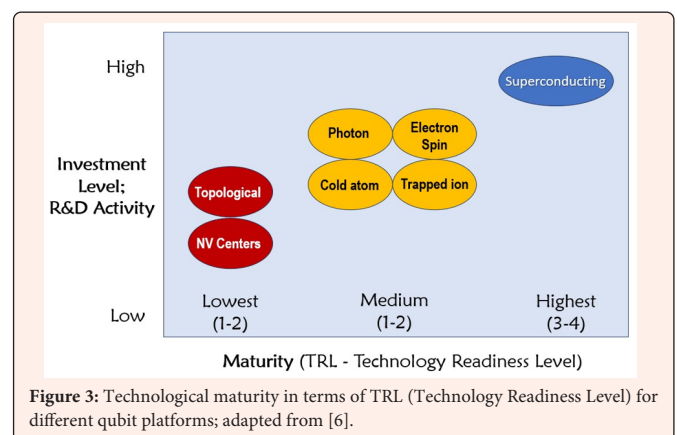 High
Superconducting
Photon
Electron
Spin
Investment
Level;
R&D Activity
Topological
Cold atom
Trapped ion
NV Centers
Low
Lowest
(1-2)
Medium
(1-2)
Highest
(3-4)
Maturity (TRL - Technology Readiness Level)
Figure 3: Technological maturity in terms of TRL (Technology Readiness Level) for
different qubit platforms; adapted from [6].